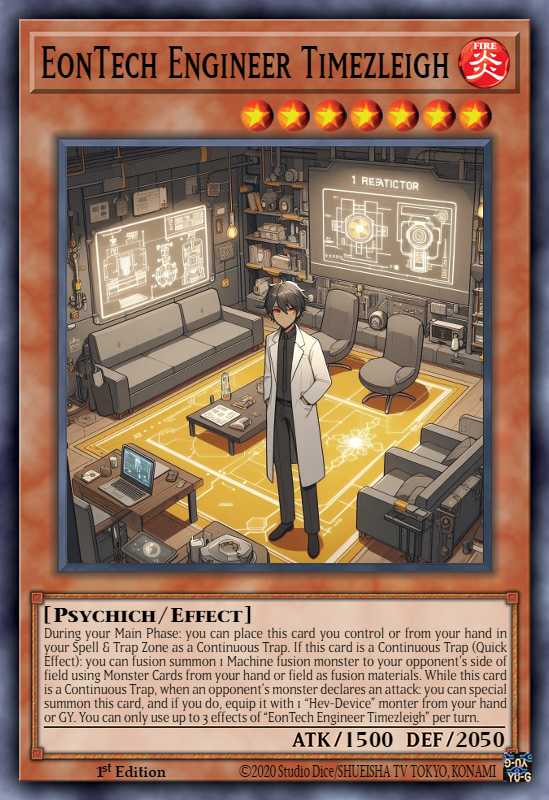 EonTech Engineer Timezleigh
FIRE
炎
1 REATICTOR
[Psychich/Effect]
During your Main Phase: you can place this card you control or from your hand in
your Spell & Trap Zone as a Continuous Trap. If this card is a Continuous Trap (Quick
Effect): you can fusion summon 1 Machine fusion monster to your opponent's side of
field using Monster Cards from your hand or field as fusion materials. While this card
is a Continuous Trap, when an opponent's monster declares an attack: you can special
summon this card, and if you do, equip it with 1 "Hev-Device" monter from your hand
or GY. You can only use up to 3 effects of "EonTech Engineer Timezleigh" per turn.
ATK/1500 DEF/2050
1st Edition
©2020 Studio Dice/SHUEISHA TV TOKYO, KONAMI
YU-G